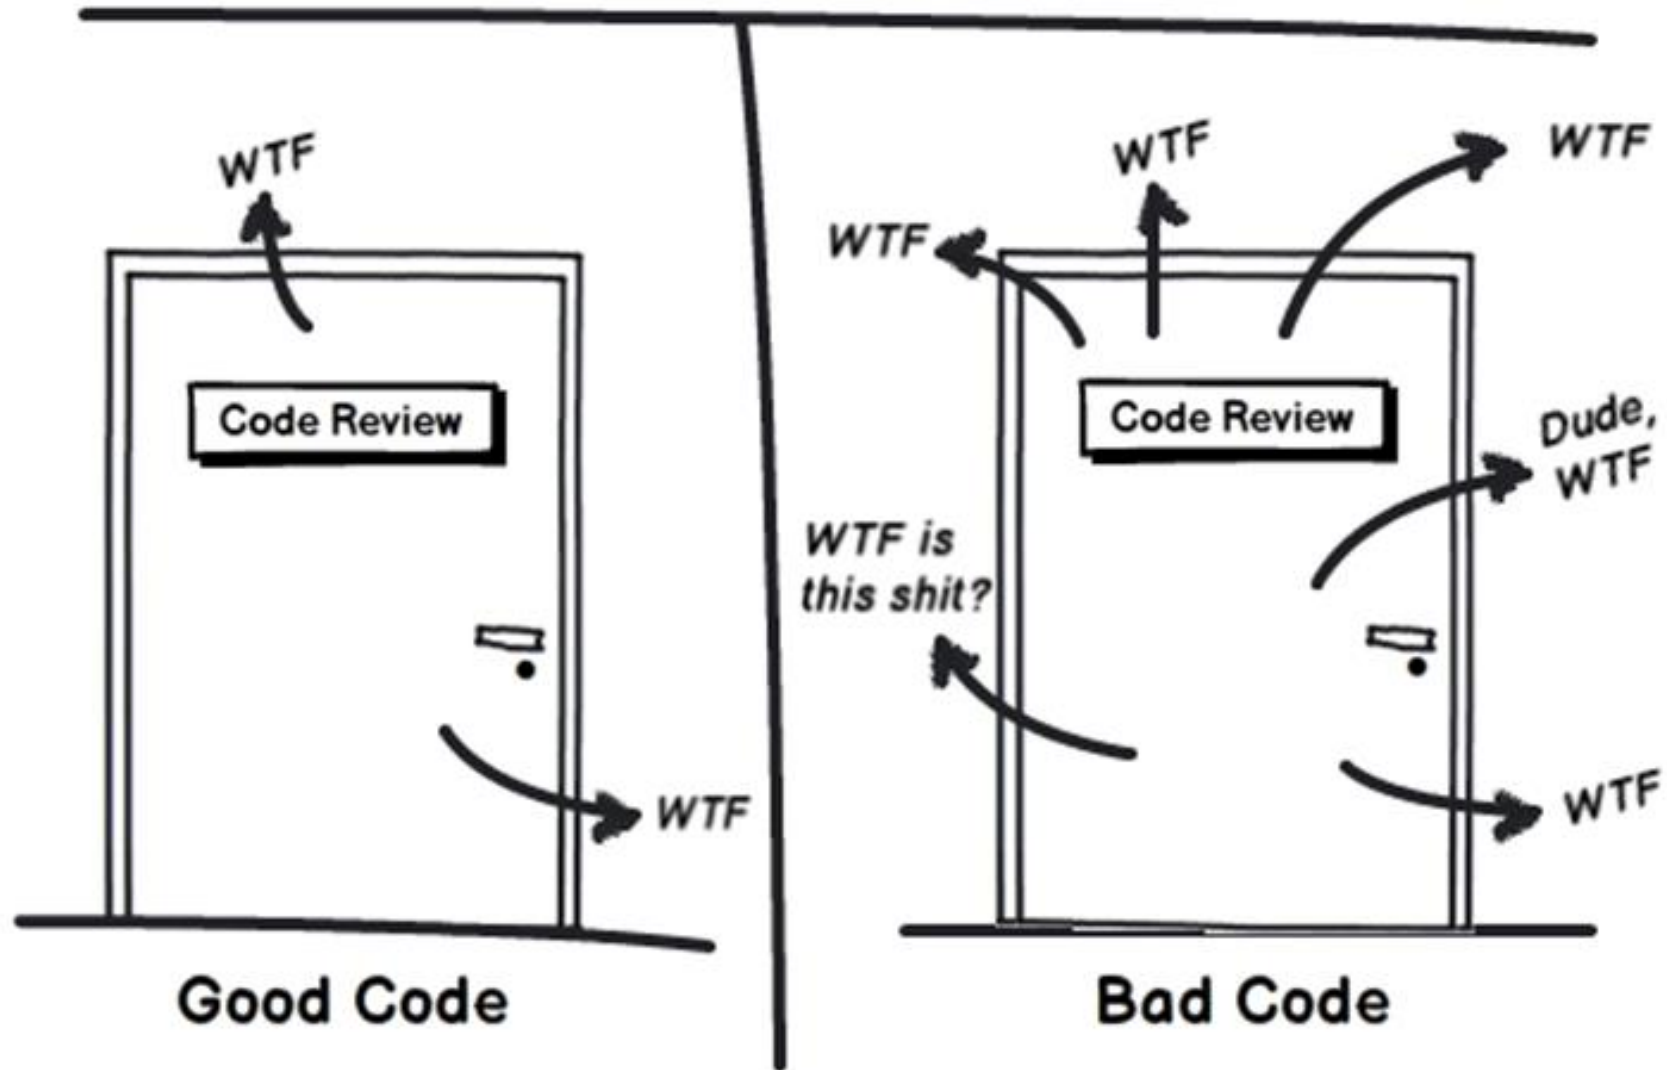 WTF
Code Review
WTF
Good Code
WTF
WTF
WTF
Code Review
Dude,
WTF
WTF is
this shit?
WTF
Bad Code